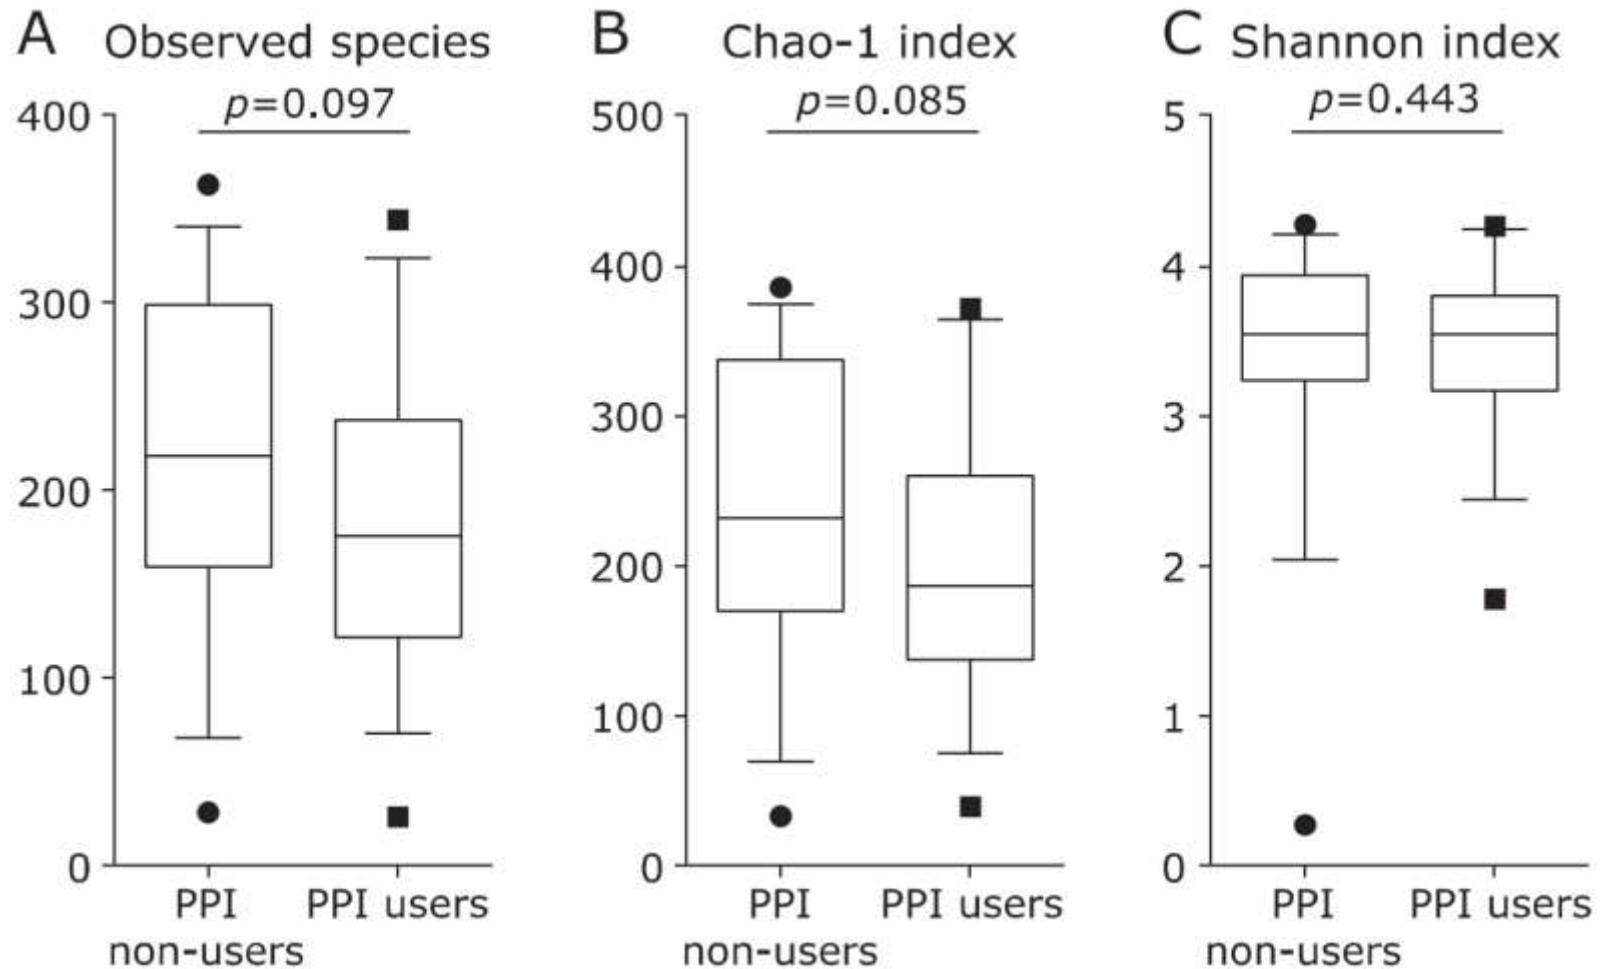 A Observed species
p=0.097
400
300
200
100
0
PPI
non-users
PPI users
B Chao-1 index
p=0.085
500
400
300
200
100
0
PPI
non-users
PPI users
C Shannon index
p=0.443
5
4
3
2
1
0
PPI
non-users
PPI users